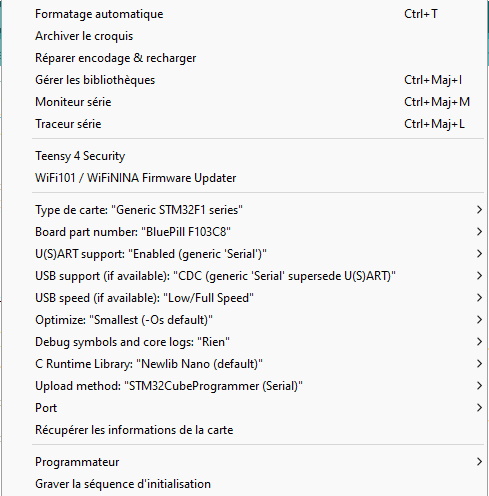 Formatage automatique Ctrl+T
Archiver le croquis
Réparer encodage & recharger
Gérer les bibliothèques Ctrl+Maj+I
Moniteur série Ctrl+Maj+M
Traceur série Ctrl+Maj+L
Teensy 4 Security
WiFi101 / WiFiNINA Firmware Updater
Type de carte: "Generic STM32F1 series"
Board part number: "BluePill F103C8"
U(S)ART support: "Enabled (generic 'Serial')"
USB support (if available): "CDC (generic 'Serial' supersede U(S)ART)"
USB speed (if available): "Low/Full Speed"
Optimize: "Smallest (-Os default)"
Debug symbols and core logs: "Rien"
C Runtime Library: "Newlib Nano (default)"
Upload method: "STM32CubeProgrammer (Serial)"
Port
Récupérer les informations de la carte
Programmateur
Graver la séquence d'initialisation